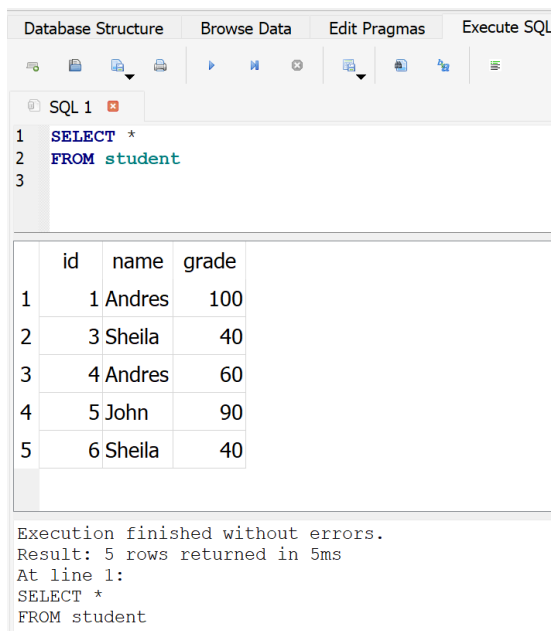 Database Structure Browse Data Edit Pragmas Execute SQL
SQL 1
1 SELECT *
2 FROM student
3
id name grade
1 1 Andres 100
2 3 Sheila 40
3 4 Andres 60
4 5 John 90
5 6 Sheila 40
Execution finished without errors.
Result: 5 rows returned in 5ms
At line 1:
SELECT *
FROM student